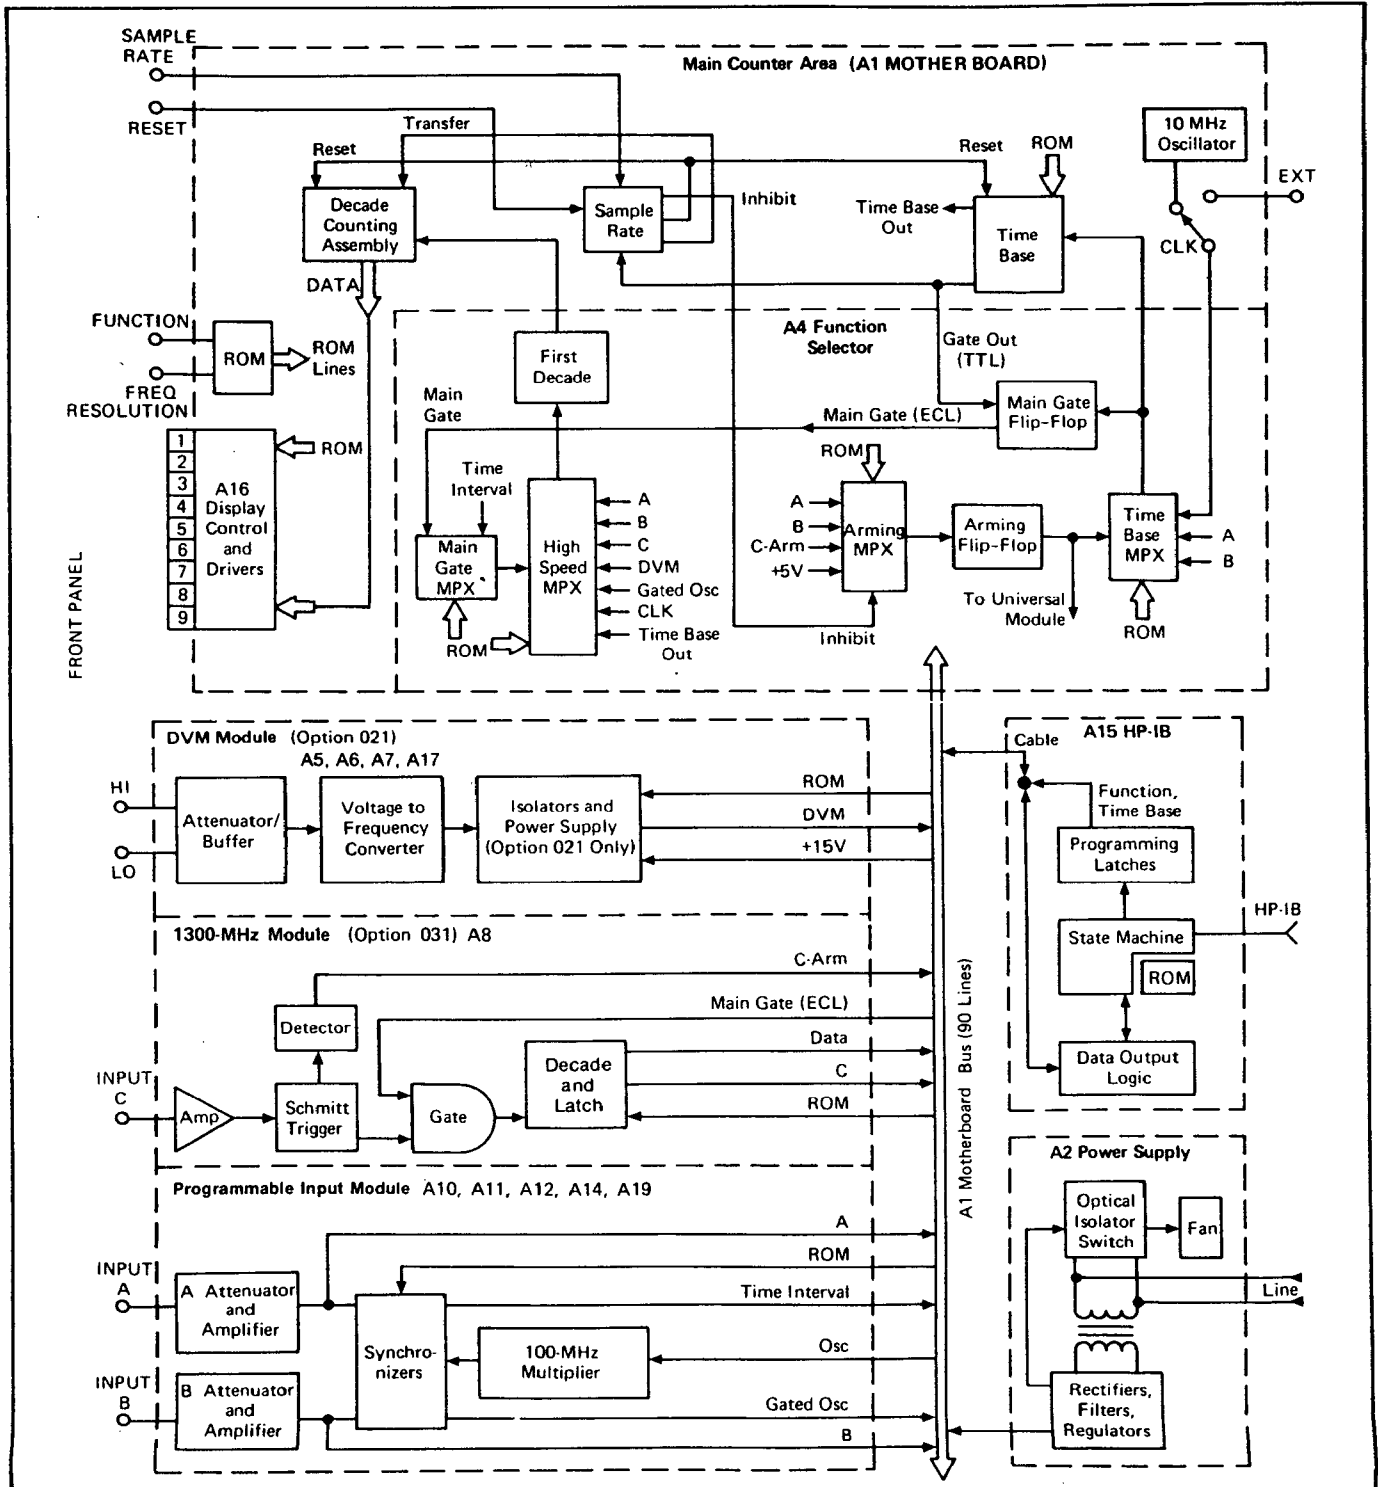 SAMPLE
RATE
RESET
Main Counter Area (A1 MOTHER BOARD)
Transfer
Reset
Reset
ROM
10 MHz
Oscillator
EXT
CLK
Decade
Counting
Assembly
Sample
Rate
Inhibit
Time Base
Out
Time
Base
DATA
FUNCTION
FREQ
RESOLUTION
ROM
ROM
Lines
A4 Function
Selector
First
Decade
Gate Out
(TTL)
Main
Gate
Main Gate (ECL)
Main Gate
Flip-Flop
ROM
1
2
3
4
5
6
7
8
9
A16
Display
Control
and
Drivers
FRONT PANEL
Time
Interval
Main
Gate
MPX
ROM
High
Speed
MPX
A
B
C
DVM
Gated Osc
CLK
Time Base
Out
ROM
A
B
C-Arm
+5V
Arming
MPX
Inhibit
Arming
Flip-Flop
To Universal
Module
Time
Base
MPX
A
B
ROM
DVM Module (Option 021)
A5, A6, A7, A17
HI
LO
Attenuator/
Buffer
Voltage to
Frequency
Converter
Isolators and
Power Supply
(Option 021 Only)
ROM
DVM
+15V
1300-MHz Module (Option 031) A8
C-Arm
Main Gate (ECL)
Detector
INPUT
C
Amp
Schmitt
Trigger
Gate
Decade
and
Latch
Data
C
ROM
Programmable Input Module A10, A11, A12, A14, A19
A
ROM
INPUT
A
A Attenuator
and
Amplifier
Time Interval
Synchro-
nizers
100-MHz
Multiplier
Osc
INPUT
B
B Attenuator
and
Amplifier
Gated Osc
B
A1 Motherboard Bus (90 Lines)
A15 HP-IB
Cable
Function,
Time Base
Programming
Latches
State Machine
HP-IB
ROM
Data Output
Logic
A2 Power Supply
Optical
Isolator
Switch
Fan
Line
Rectifiers,
Filters,
Regulators